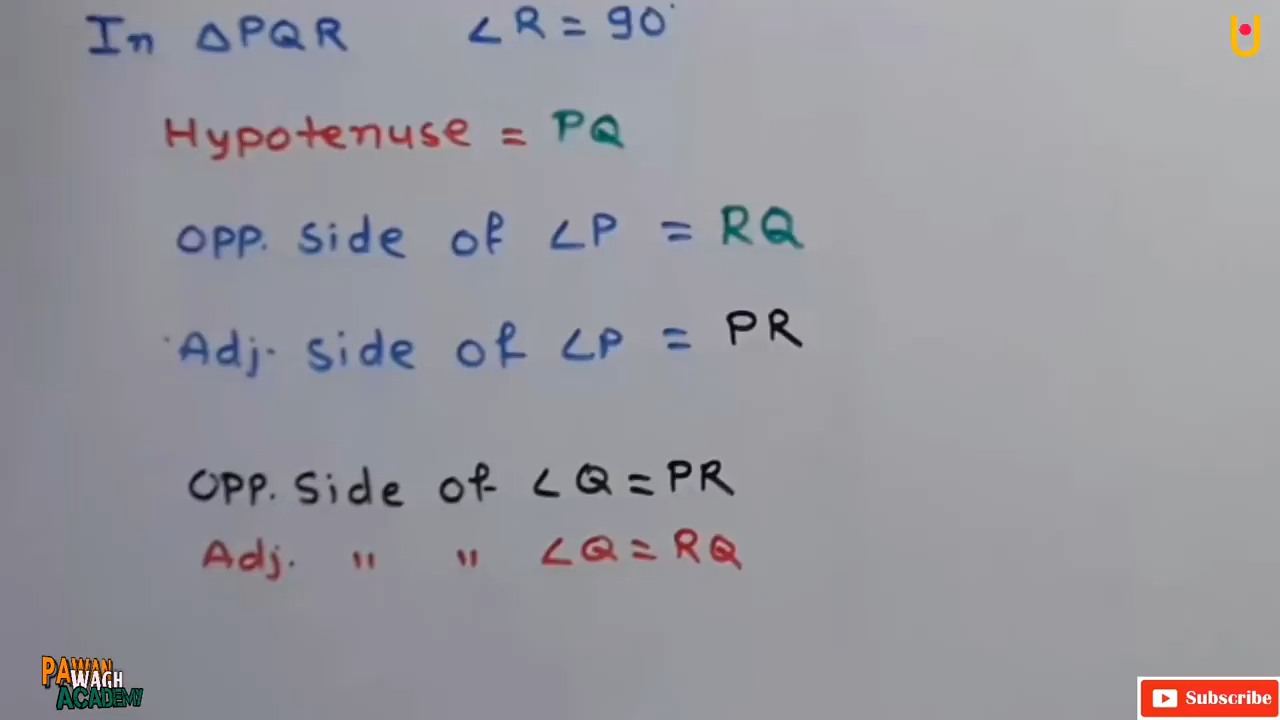 In △PQR ∠R = 90°
Hypotenuse = PQ
OPP. side of ∠P = RQ
Adj. side of ∠P = PR
OPP. Side of ∠Q = PR
Adj. " " ∠Q = RQ
PAWAN
WAGH
ACADEMY
Subscribe